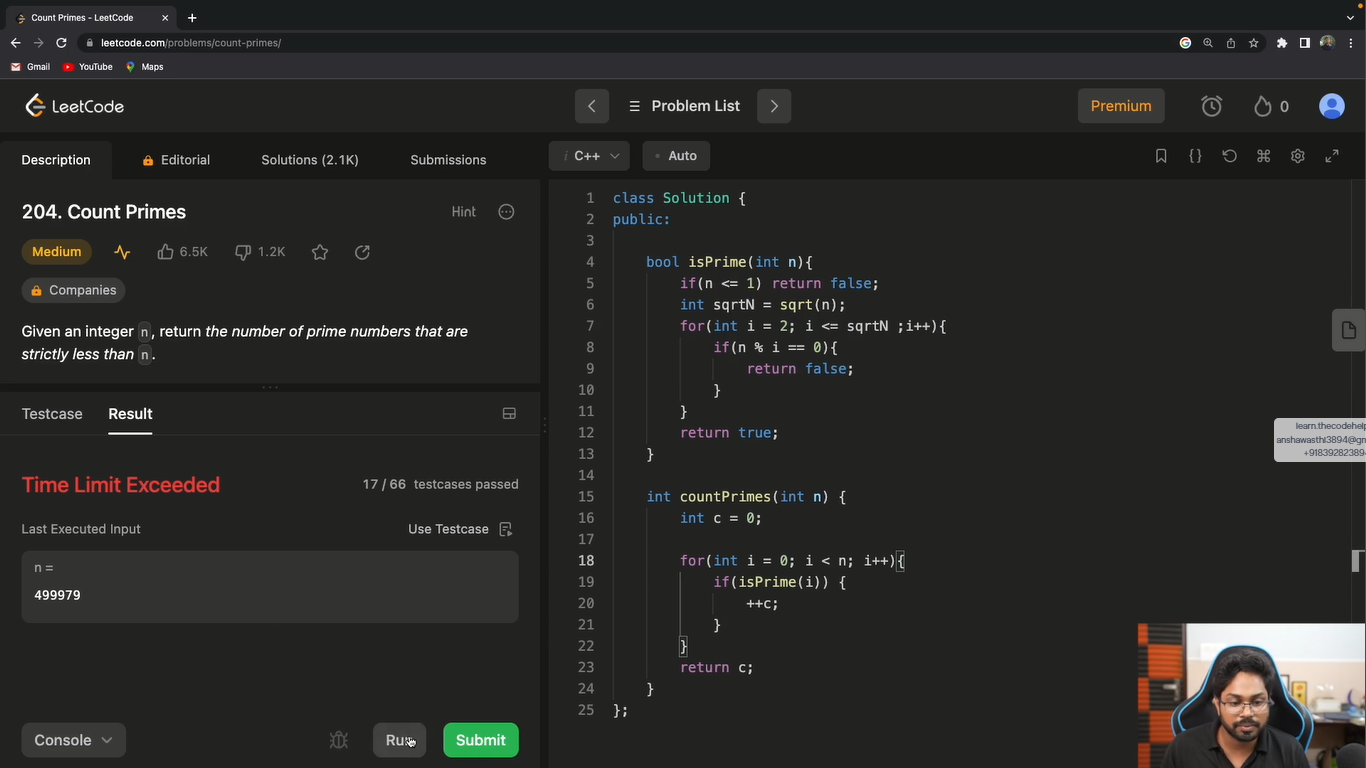 Count Primes - LeetCode
leetcode.com/problems/count-primes/
Gmail YouTube Maps
LeetCode
Problem List
Premium
0
Description Editorial Solutions (2.1K) Submissions
i C++ Auto
204. Count Primes
Hint
Medium 6.5K 1.2K
Companies
Given an integer n, return the number of prime numbers that are
strictly less than n.
Testcase Result
Time Limit Exceeded 17 / 66 testcases passed
Last Executed Input Use Testcase
n =
499979
Console Run Submit
1 class Solution {
2 public:
3
4 bool isPrime(int n){
5 if(n <= 1) return false;
6 int sqrtN = sqrt(n);
7 for(int i = 2; i <= sqrtN ;i++){
8 if(n % i == 0){
9 return false;
10 }
11 }
12 return true;
13 }
14
15 int countPrimes(int n) {
16 int c = 0;
17
18 for(int i = 0; i < n; i++){
19 if(isPrime(i)) {
20 ++c;
21 }
22 }
23 return c;
24 }
25 };